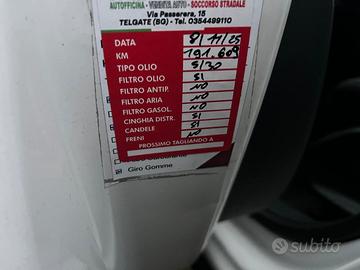 AUTOFFICINA - VENDITA AUTO - SOCCORSO STRADALE
Via Passerera, 15
TELGATE (BG) - Tel. 0354499110
DATA 8/11/25
KM 191.609
TIPO OLIO 5/30
FILTRO OLIO SI
FILTRO ANTIP. NO
FILTRO ARIA NO
FILTRO GASOL. NO
CINGHIA DISTR. SI
CANDELE SI
FRENI NO
PROSSIMO TAGLIANDO A
Giro Gomme
subito